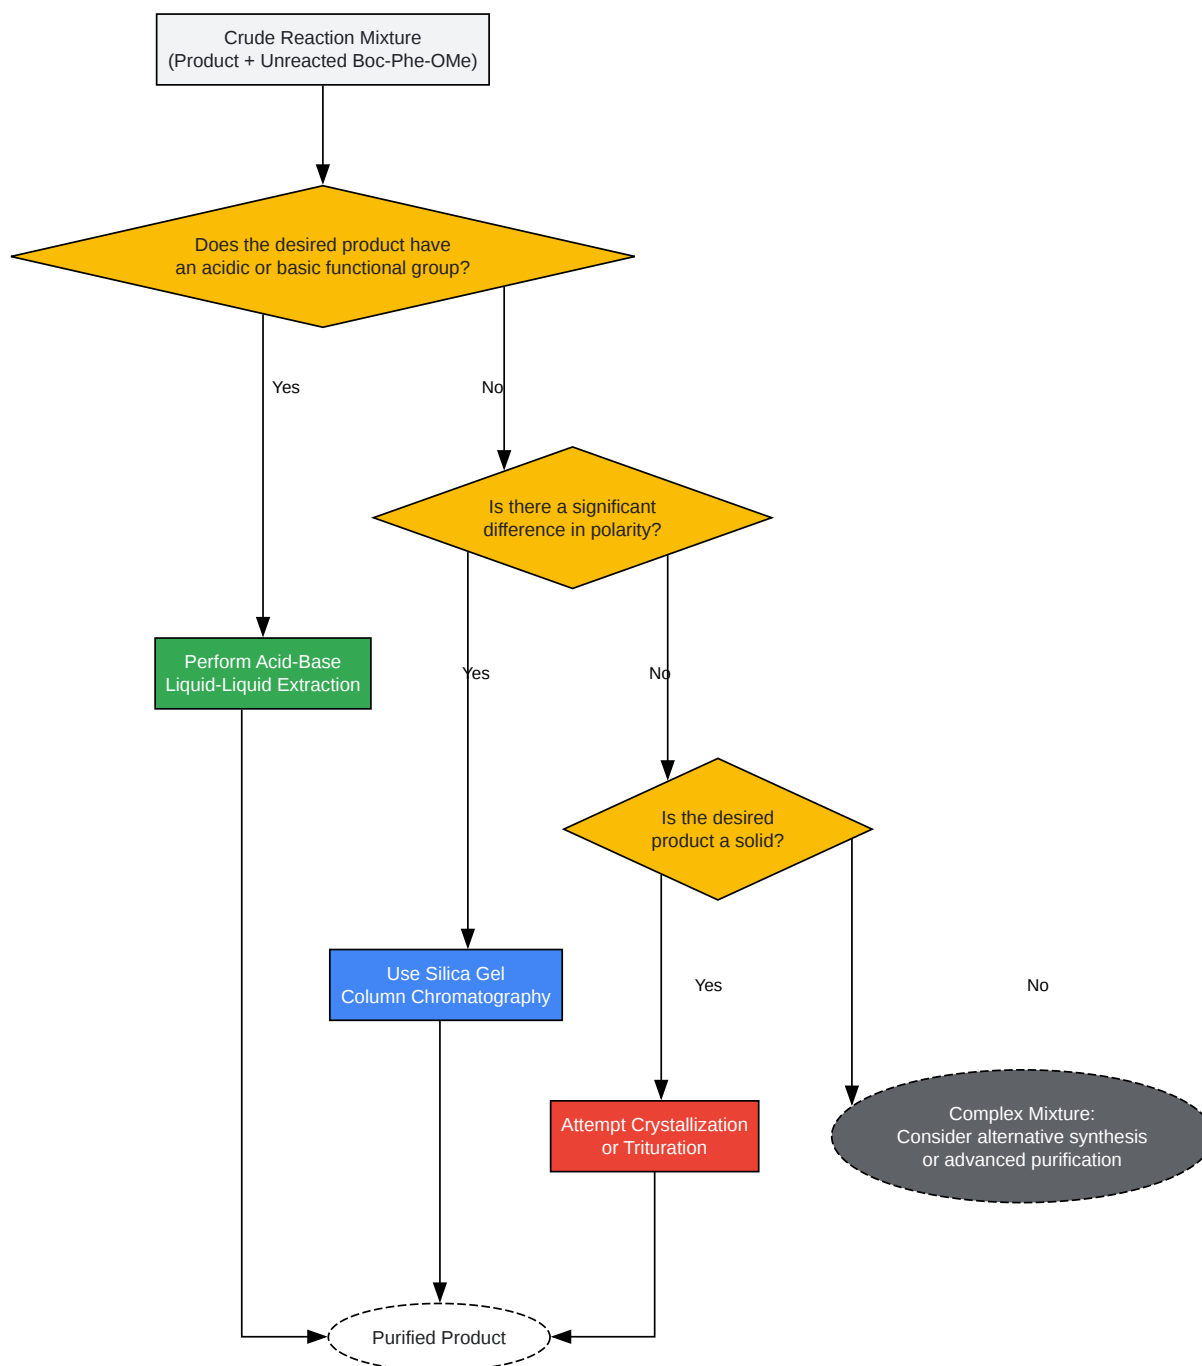 Crude Reaction Mixture
(Product + Unreacted Boc-Phe-OMe)
Does the desired product have
an acidic or basic functional group?
Yes
No
Is there a significant
difference in polarity?
Perform Acid-Base
Liquid-Liquid Extraction
Yes
No
Is the desired
product a solid?
Use Silica Gel
Column Chromatography
Yes
No
Attempt Crystallization
or Trituration
Complex Mixture:
Consider alternative synthesis
or advanced purification
Purified Product